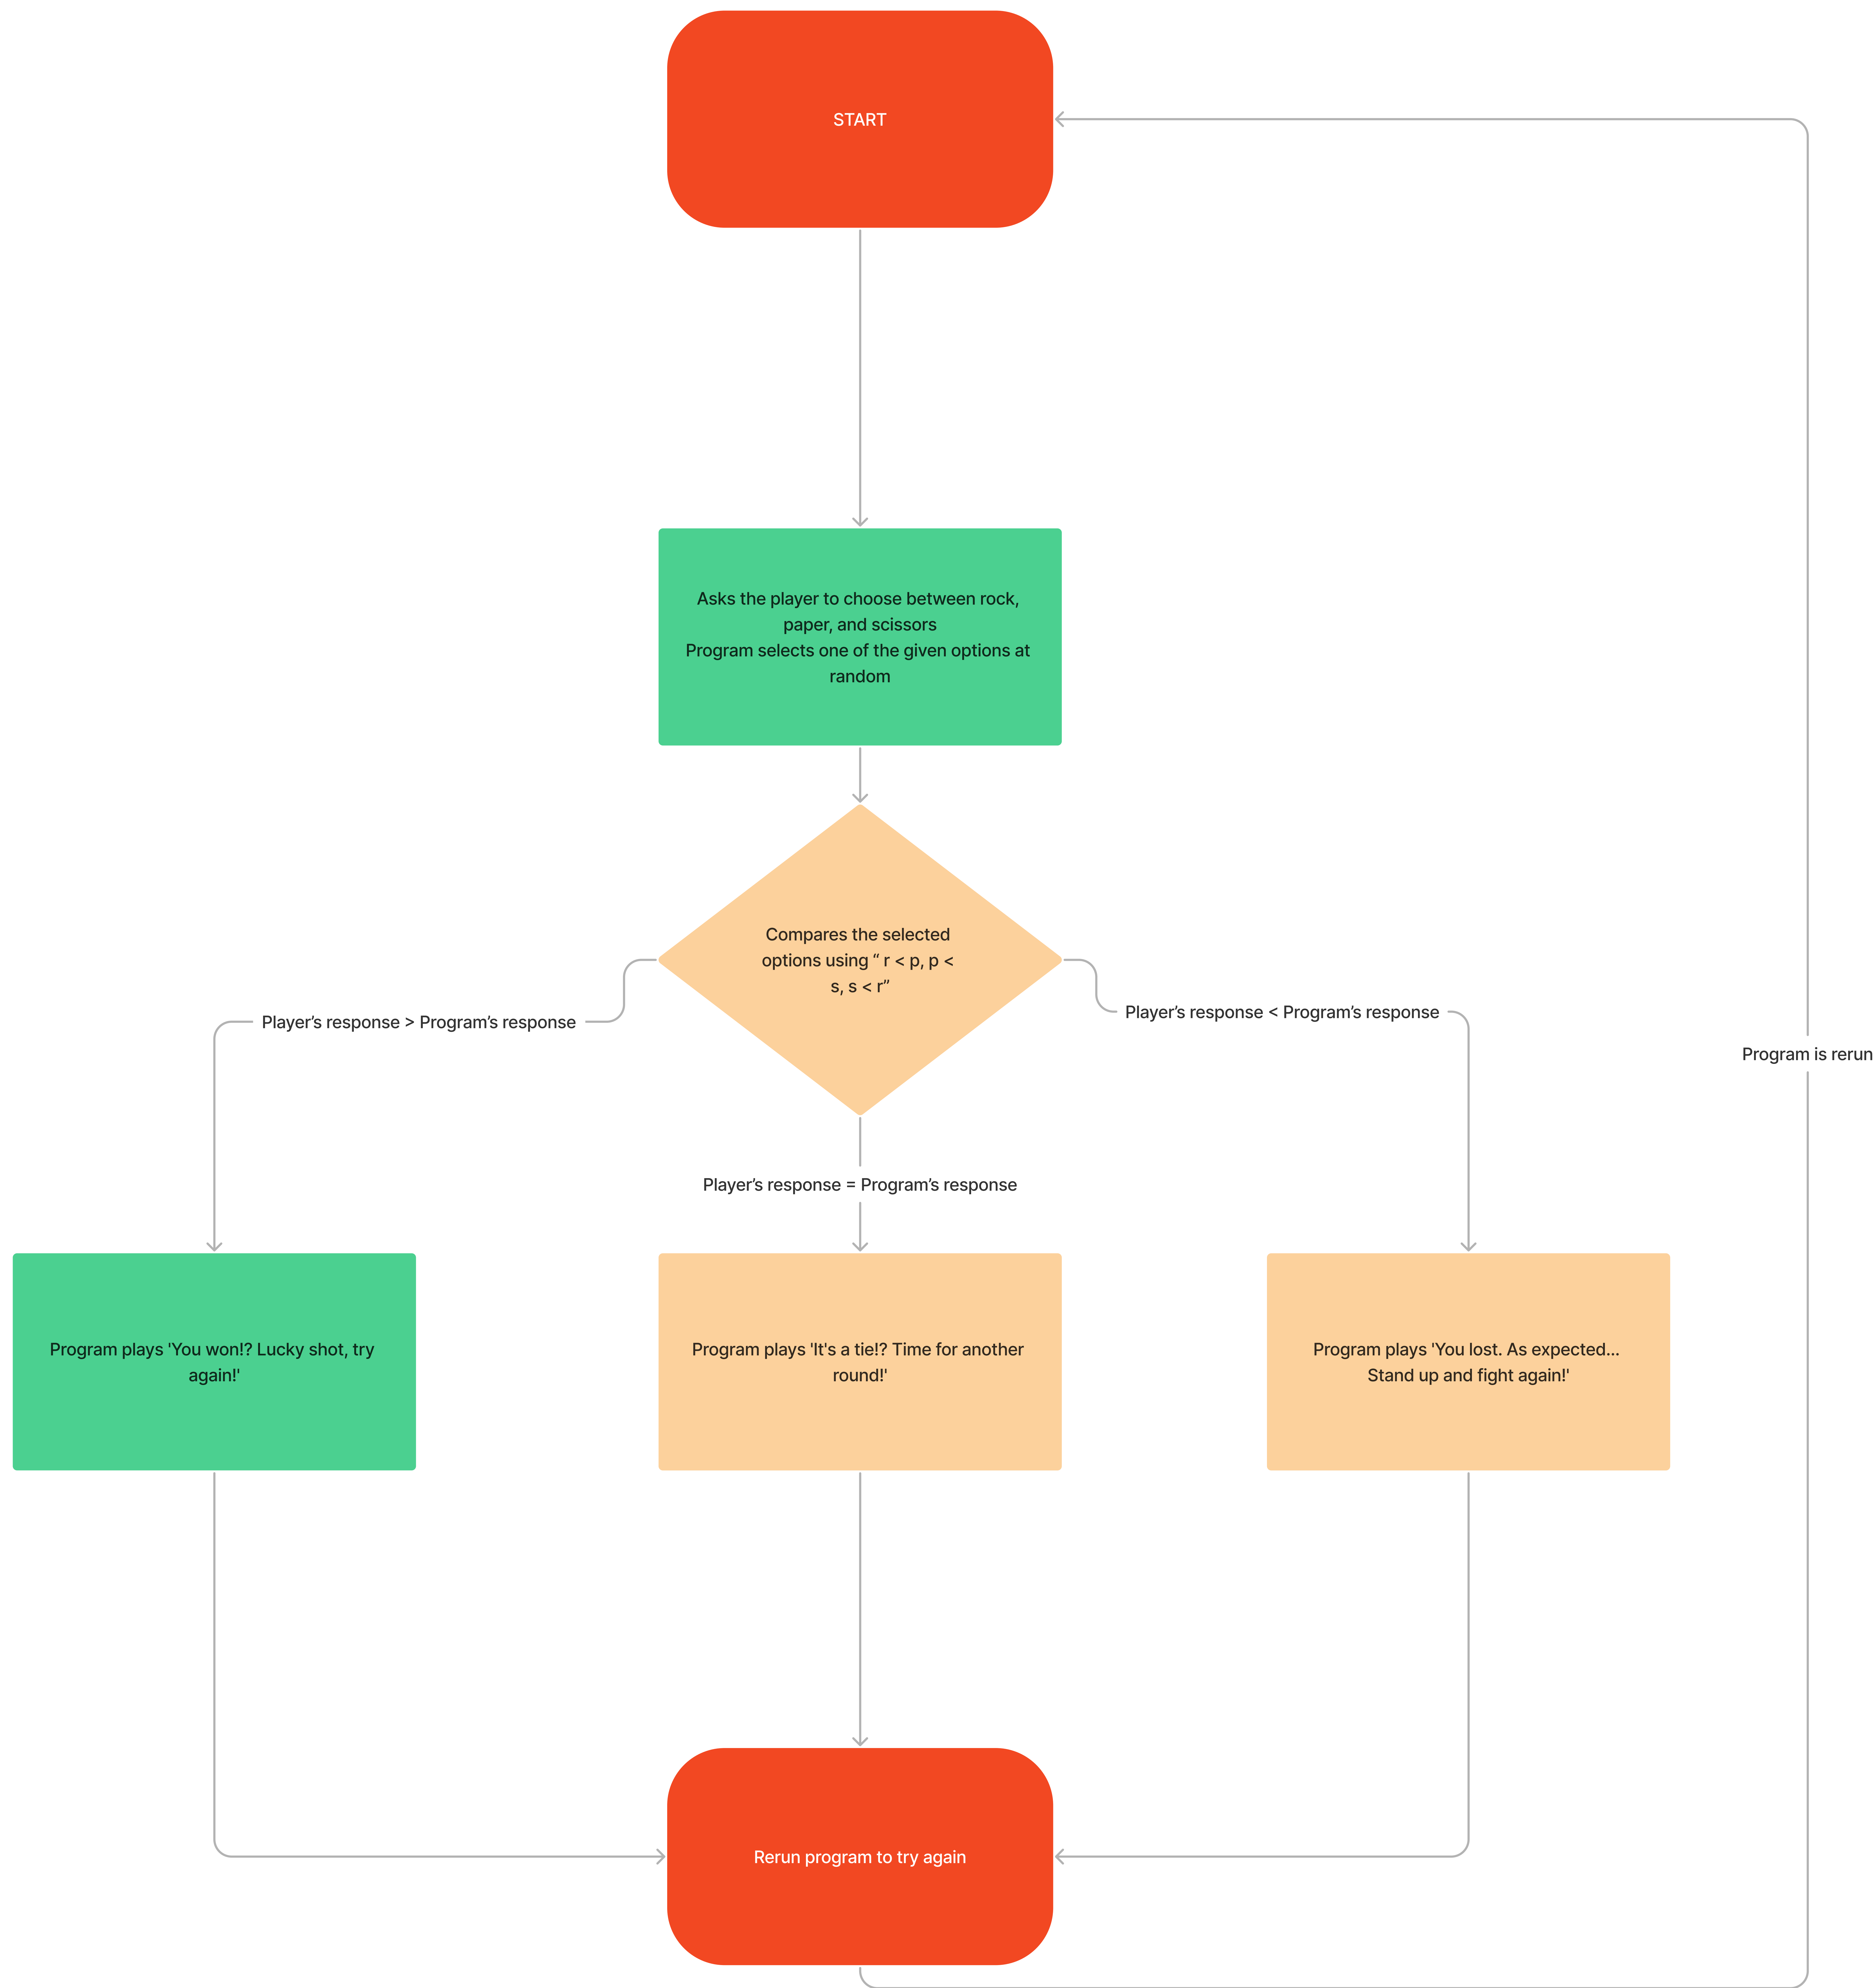 START
Asks the player to choose between rock,
paper, and scissors
Program selects one of the given options at
random
Compares the selected
options using “ r < p, p <
s, s < r”
Player’s response > Program’s response
Player’s response < Program’s response
Program is rerun
Player’s response = Program’s response
Program plays 'You won!? Lucky shot, try
again!'
Program plays 'It's a tie!? Time for another
round!'
Program plays 'You lost. As expected...
Stand up and fight again!'
Rerun program to try again